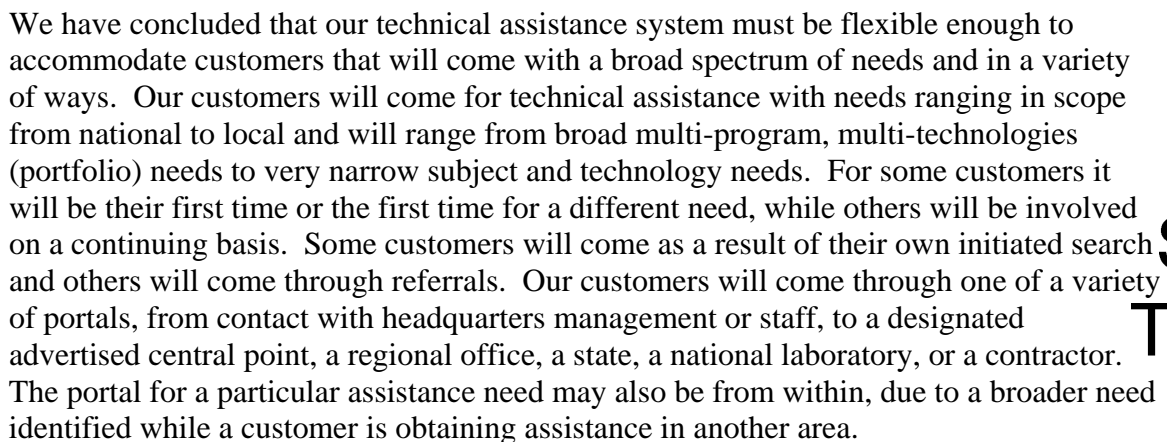 We have concluded that our technical assistance system must be flexible enough to
accommodate customers that will come with a broad spectrum of needs and in a variety
of ways. Our customers will come for technical assistance with needs ranging in scope
from national to local and will range from broad multi-program, multi-technologies
(portfolio) needs to very narrow subject and technology needs. For some customers it
will be their first time or the first time for a different need, while others will be involved
on a continuing basis. Some customers will come as a result of their own initiated search
and others will come through referrals. Our customers will come through one of a variety
of portals, from contact with headquarters management or staff, to a designated
advertised central point, a regional office, a state, a national laboratory, or a contractor.
The portal for a particular assistance need may also be from within, due to a broader need
identified while a customer is obtaining assistance in another area.
T